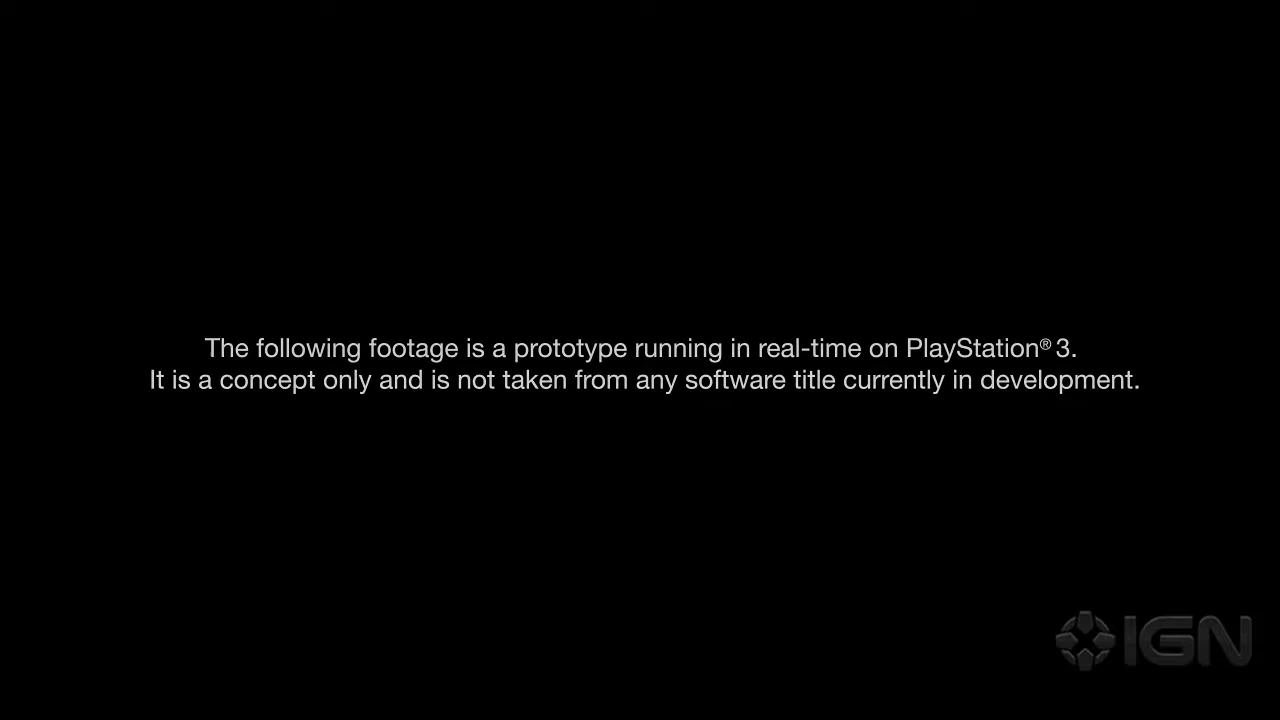 The following footage is a prototype running in real-time on PlayStation® 3.
It is a concept only and is not taken from any software title currently in development.
IGN